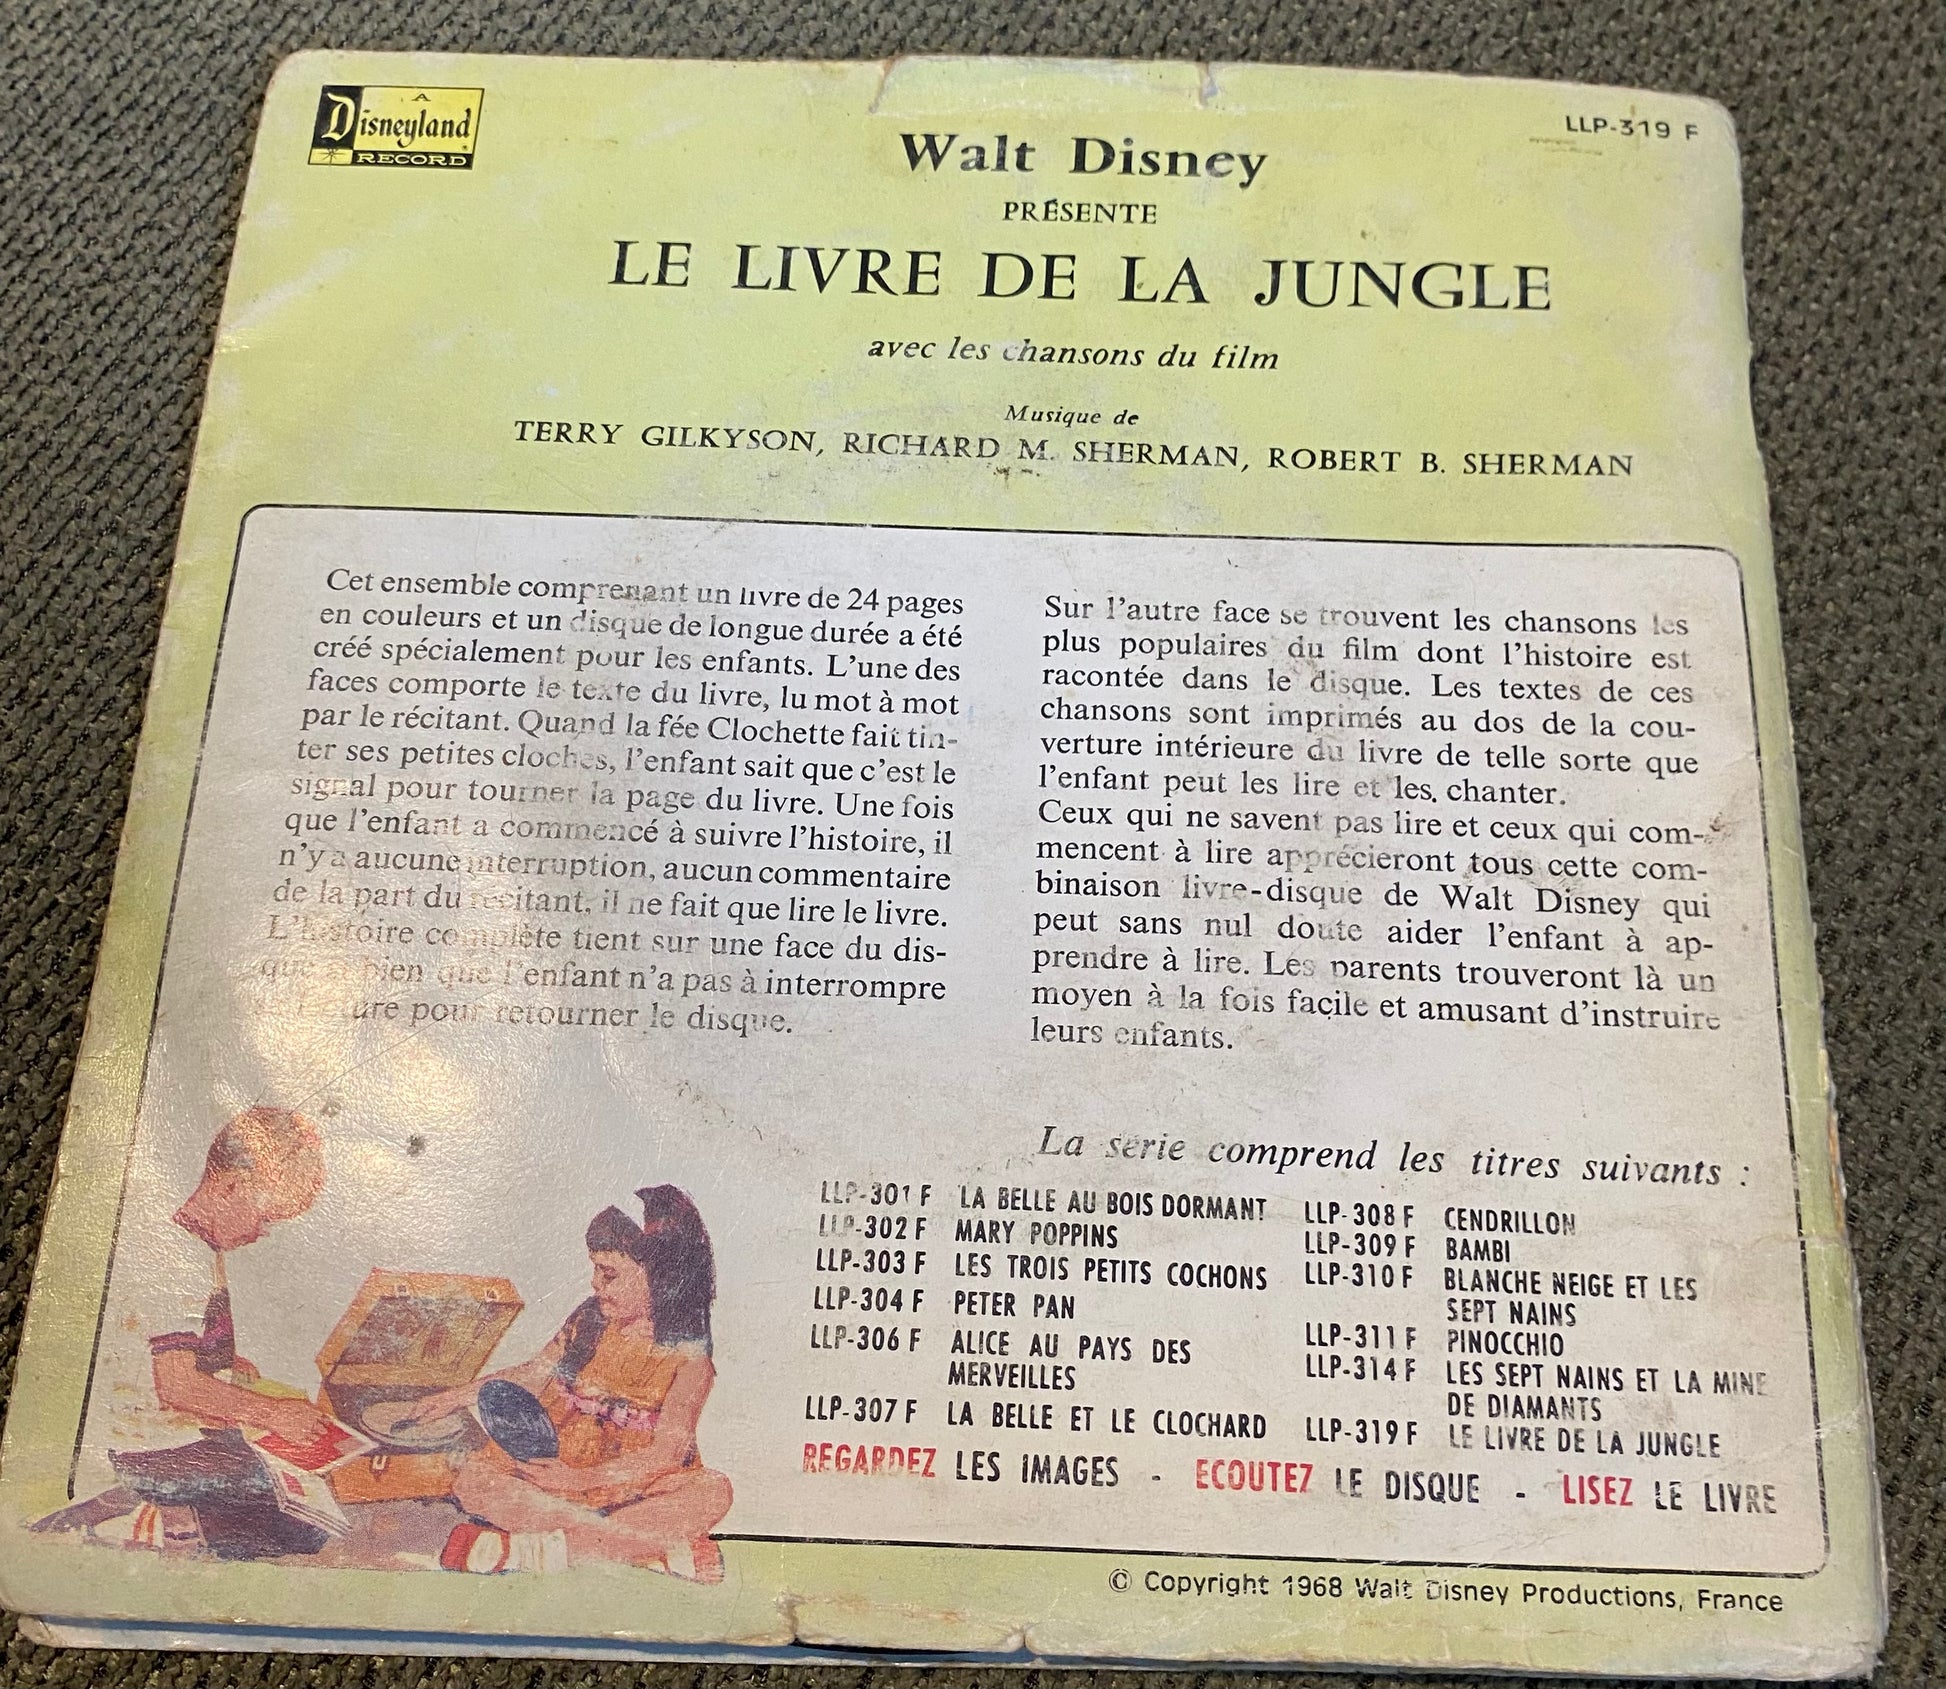 A
Disneyland
RECORD
LLP-319 F
Walt Disney
PRÉSENTE
LE LIVRE DE LA JUNGLE
avec les chansons du film
Musique de
TERRY GILKYSON, RICHARD M. SHERMAN, ROBERT B. SHERMAN
Cet ensemble comprenant un livre de 24 pages
en couleurs et un disque de longue durée a été
créé spécialement pour les enfants. L'une des
faces comporte le texte du livre, lu mot à mot
par le récitant. Quand la fée Clochette fait tin-
ter ses petites cloches, l'enfant sait que c'est le
signal pour tourner la page du livre. Une fois
que l'enfant a commencé à suivre l'histoire, il
n'y a aucune interruption, aucun commentaire
de la part du récitant, il ne fait que lire le livre.
L'histoire complète tient sur une face du dis-
que bien que l'enfant n'a pas à interrompre
pour retourner le disque.
Sur l'autre face se trouvent les chansons les
plus populaires du film dont l'histoire est
racontée dans le disque. Les textes de ces
chansons sont imprimés au dos de la cou-
verture intérieure du livre de telle sorte que
l'enfant peut les lire et les chanter.
Ceux qui ne savent pas lire et ceux qui com-
mencent à lire apprécieront tous cette com-
binaison livre-disque de Walt Disney qui
peut sans nul doute aider l'enfant à ap-
prendre à lire. Les parents trouveront là un
moyen à la fois façile et amusant d'instruire
leurs enfants.
La série comprend les titres suivants :
LLP-301 F LA BELLE AU BOIS DORMANT
LLP-302 F MARY POPPINS
LLP-303 F LES TROIS PETITS COCHONS
LLP-304 F PETER PAN
LLP-306 F ALICE AU PAYS DES
MERVEILLES
LLP-307 F LA BELLE ET LE CLOCHARD
LLP-308 F CENDRILLON
LLP-309 F BAMBI
LLP-310 F BLANCHE NEIGE ET LES
SEPT NAINS
LLP-311 F PINOCCHIO
LLP-314 F LES SEPT NAINS ET LA MINE
DE DIAMANTS
LLP-319 F LE LIVRE DE LA JUNGLE
REGARDEZ LES IMAGES - ECOUTEZ LE DISQUE - LISEZ LE LIVRE
© Copyright 1968 Walt Disney Productions, France